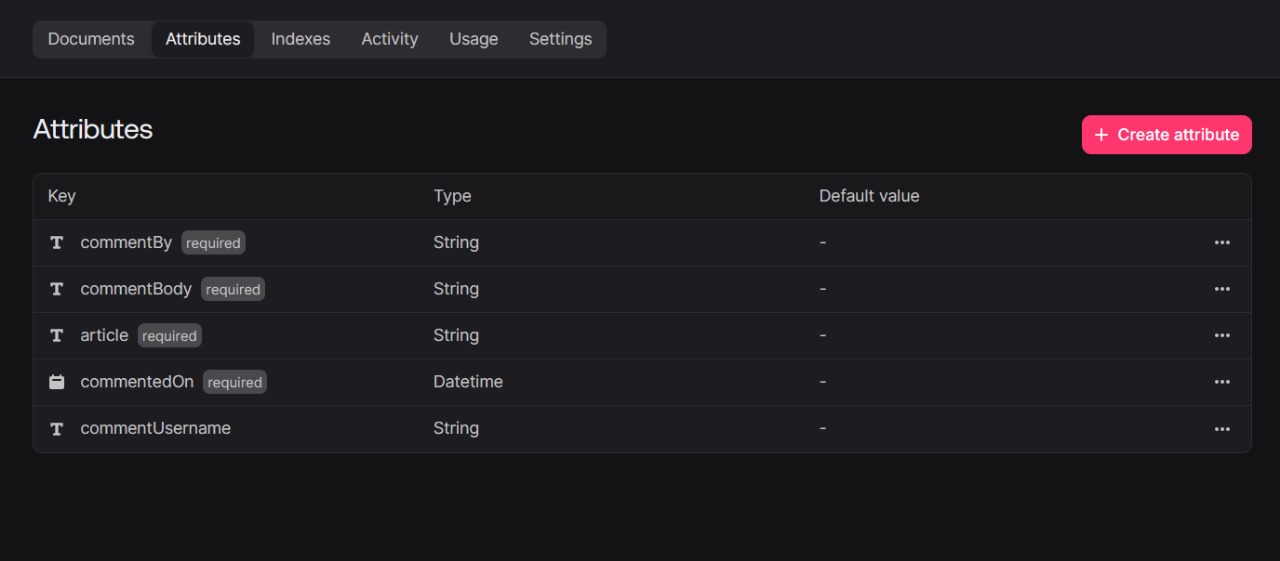 Documents Attributes Indexes Activity Usage Settings
Attributes
+ Create attribute
Key Type Default value
commentBy required String -
commentBody required String -
article required String -
commentedOn required Datetime -
commentUsername String -